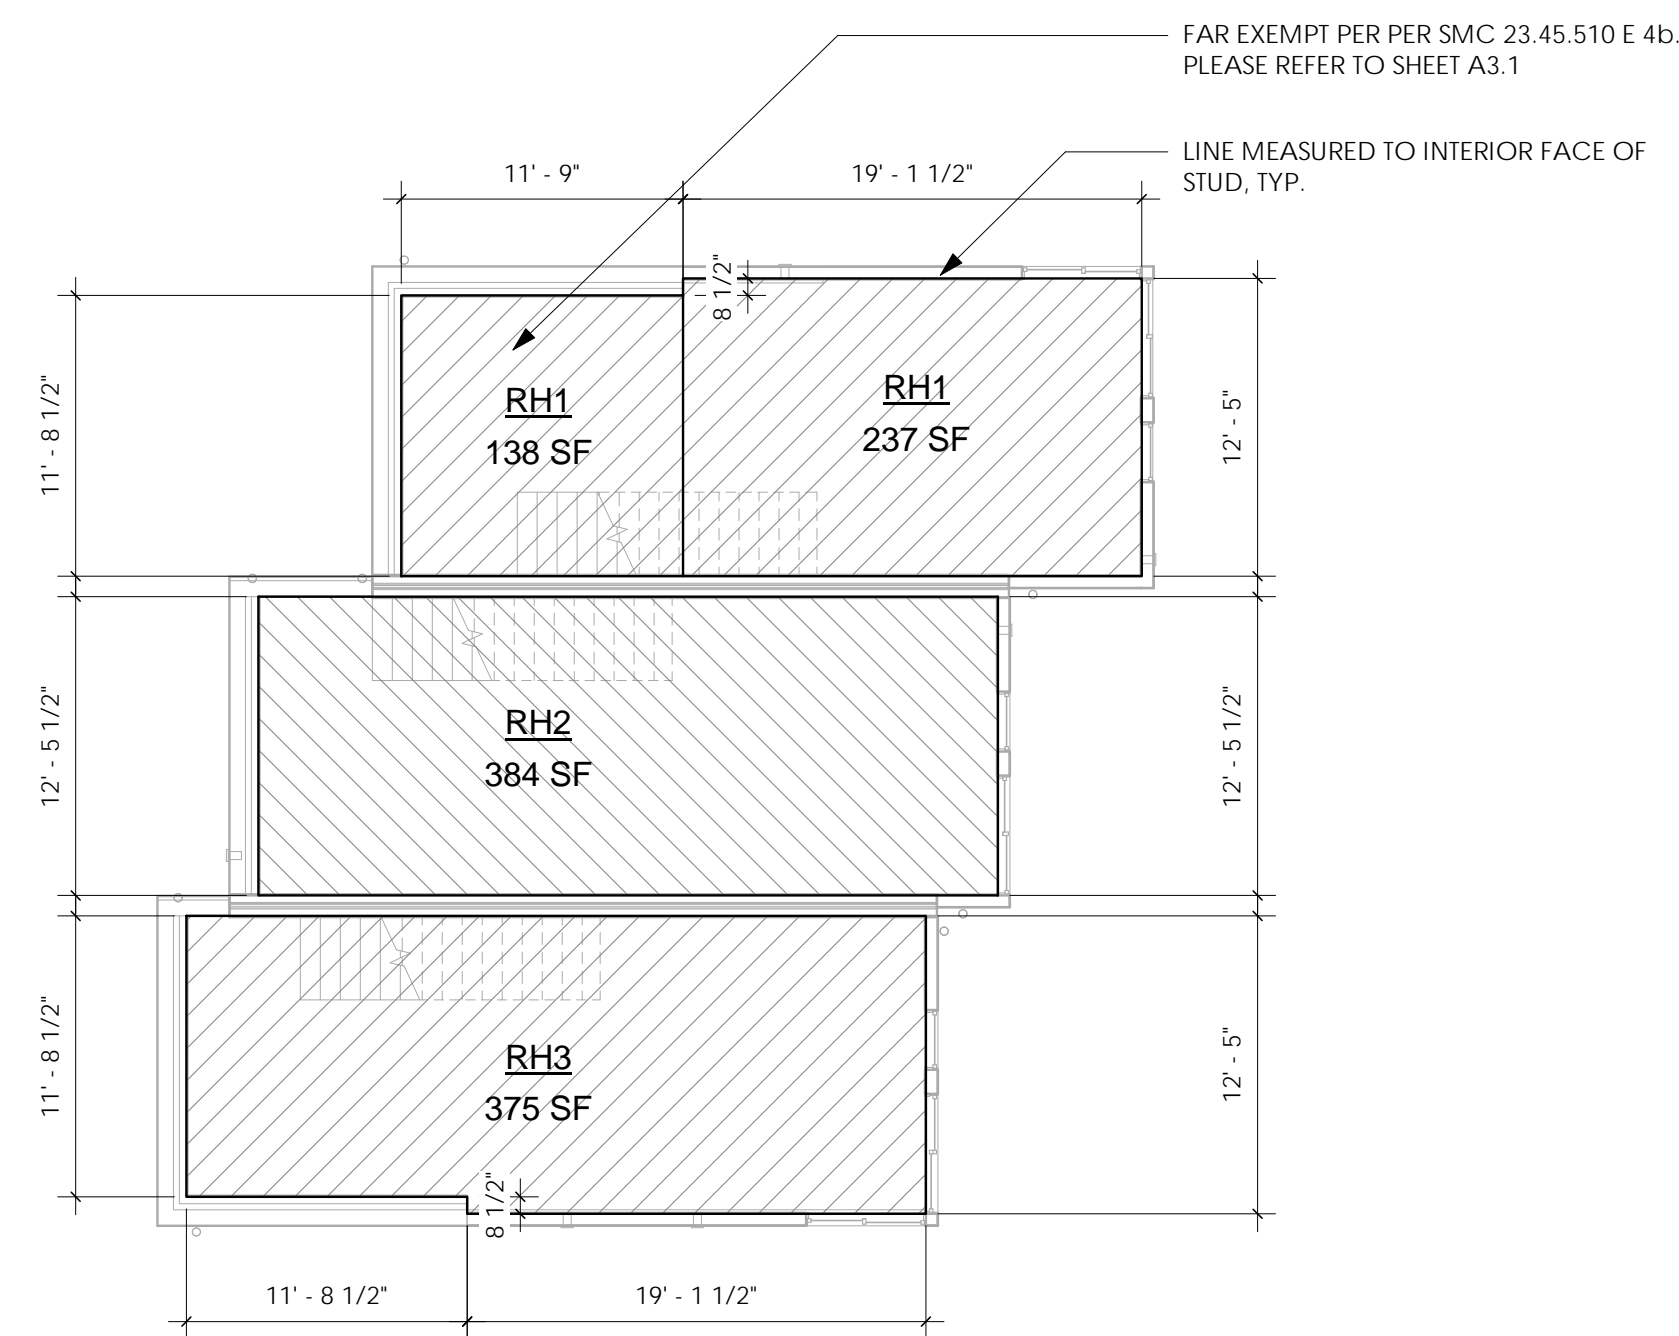 FAR EXEMPT PER PER SMC 23.45.510 E 4b.
PLEASE REFER TO SHEET A3.1
LINE MEASURED TO INTERIOR FACE OF
STUD, TYP.
11' - 9"
19' - 1 1/2"
8 1/2"
11' - 8 1/2"
RH1
138 SF
RH1
237 SF
12' - 5"
12' - 5 1/2"
RH2
384 SF
12' - 5 1/2"
11' - 8 1/2"
RH3
375 SF
12' - 5"
8 1/2"
11' - 8 1/2"
19' - 1 1/2"